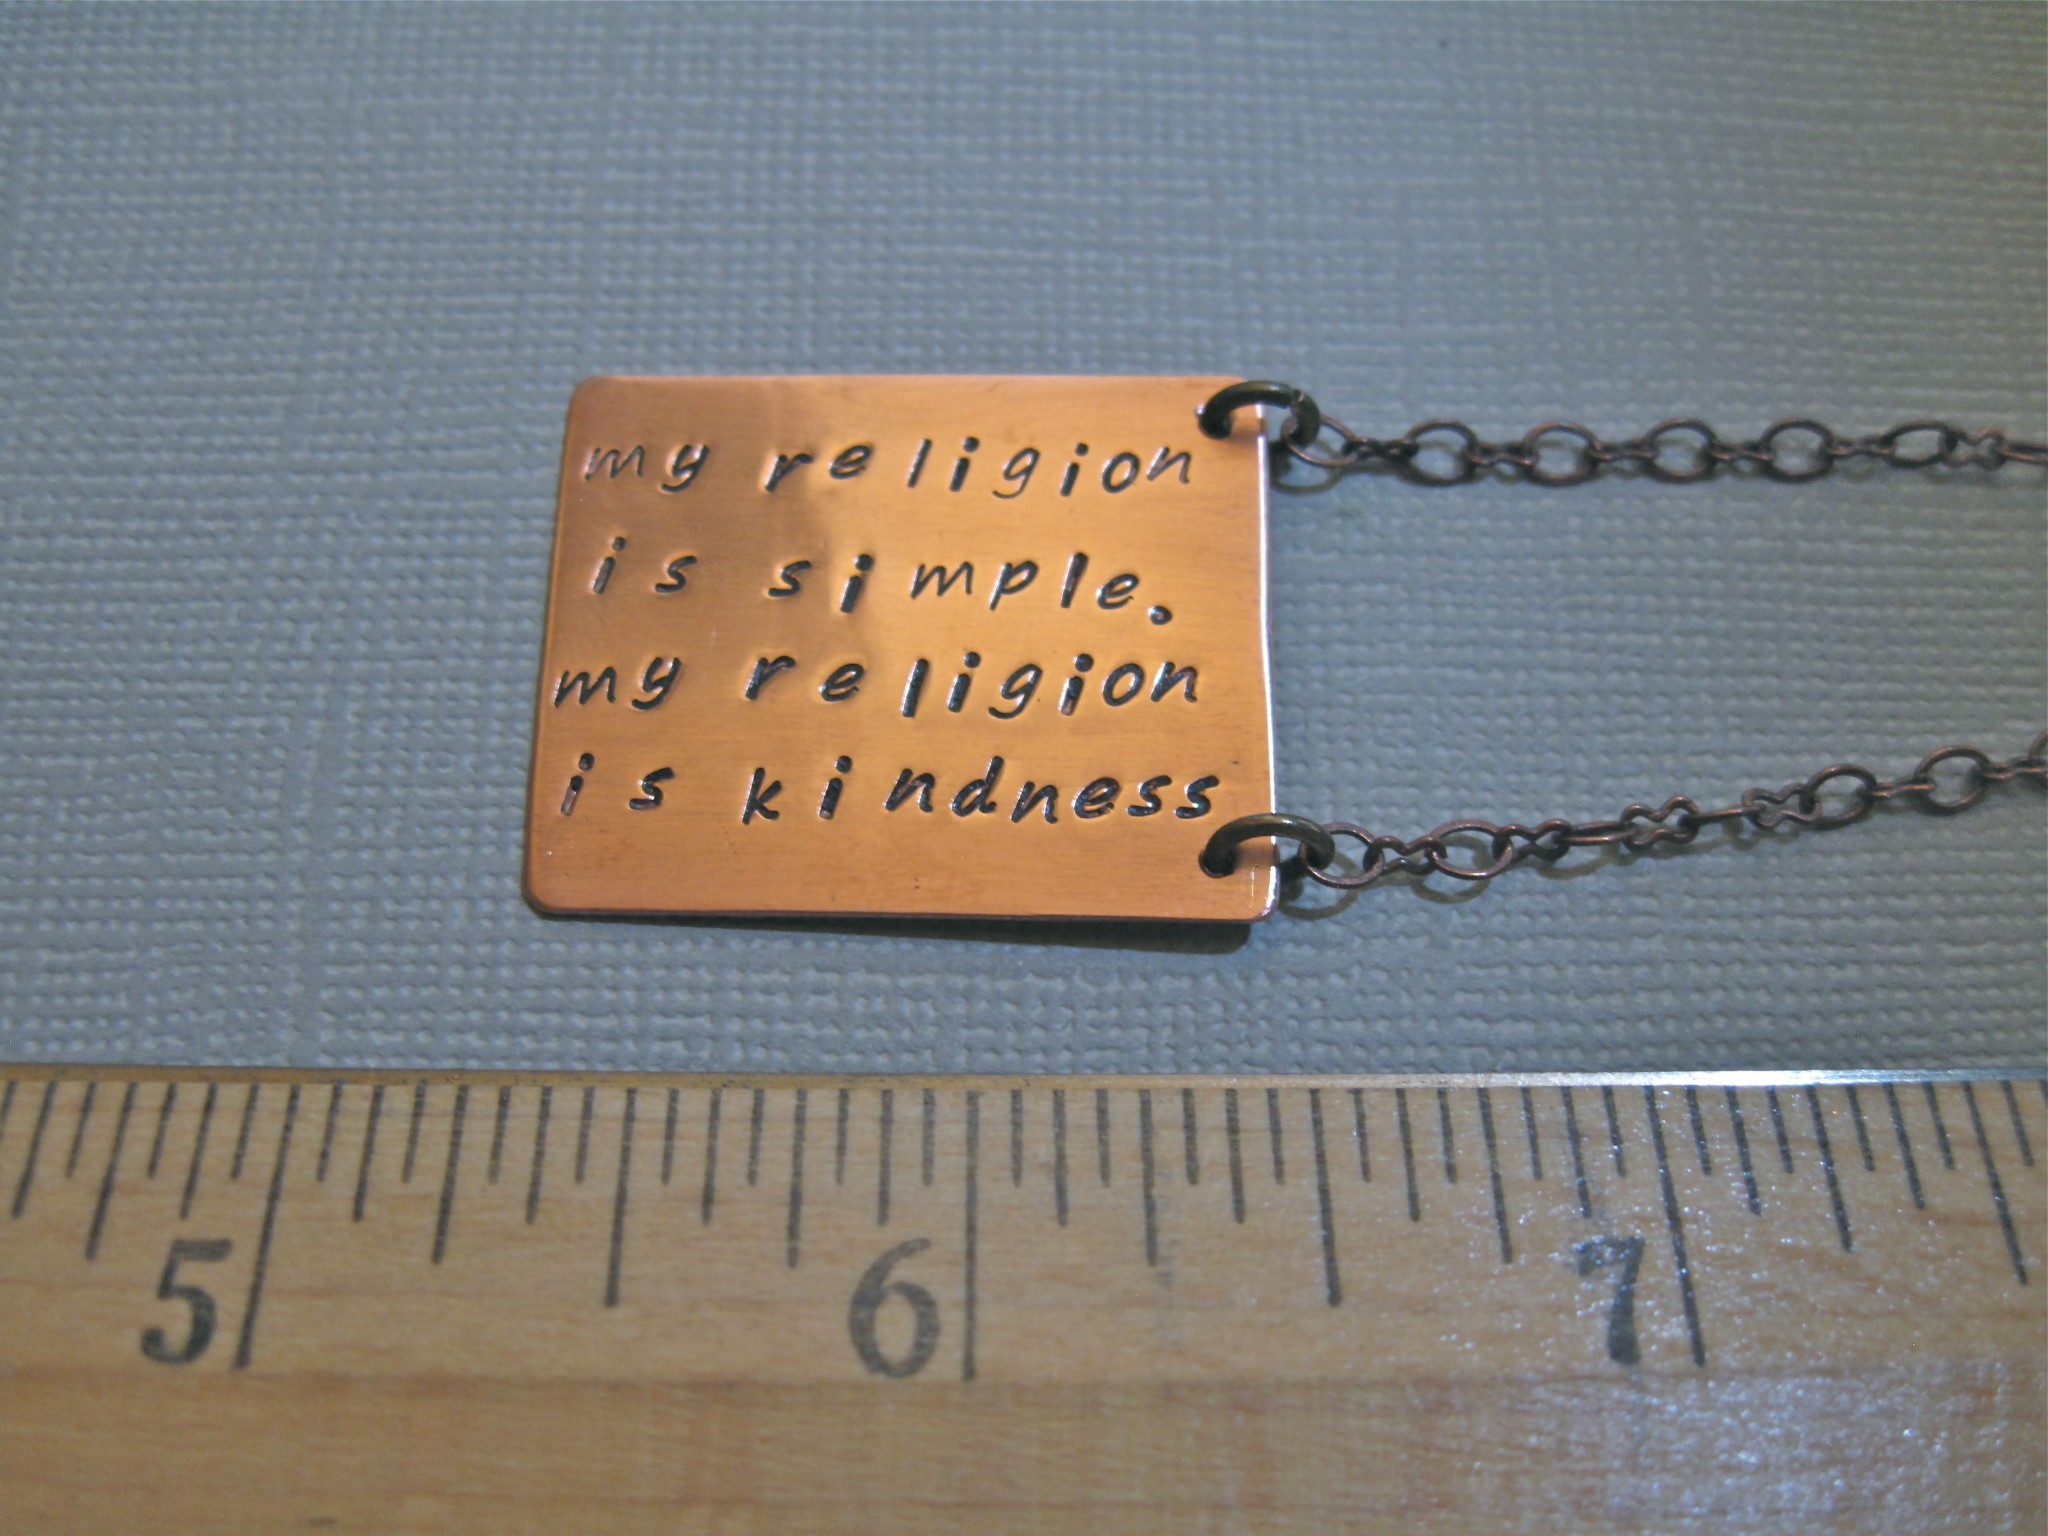 my religion
is simple.
my religion
is kindness
5 6 7